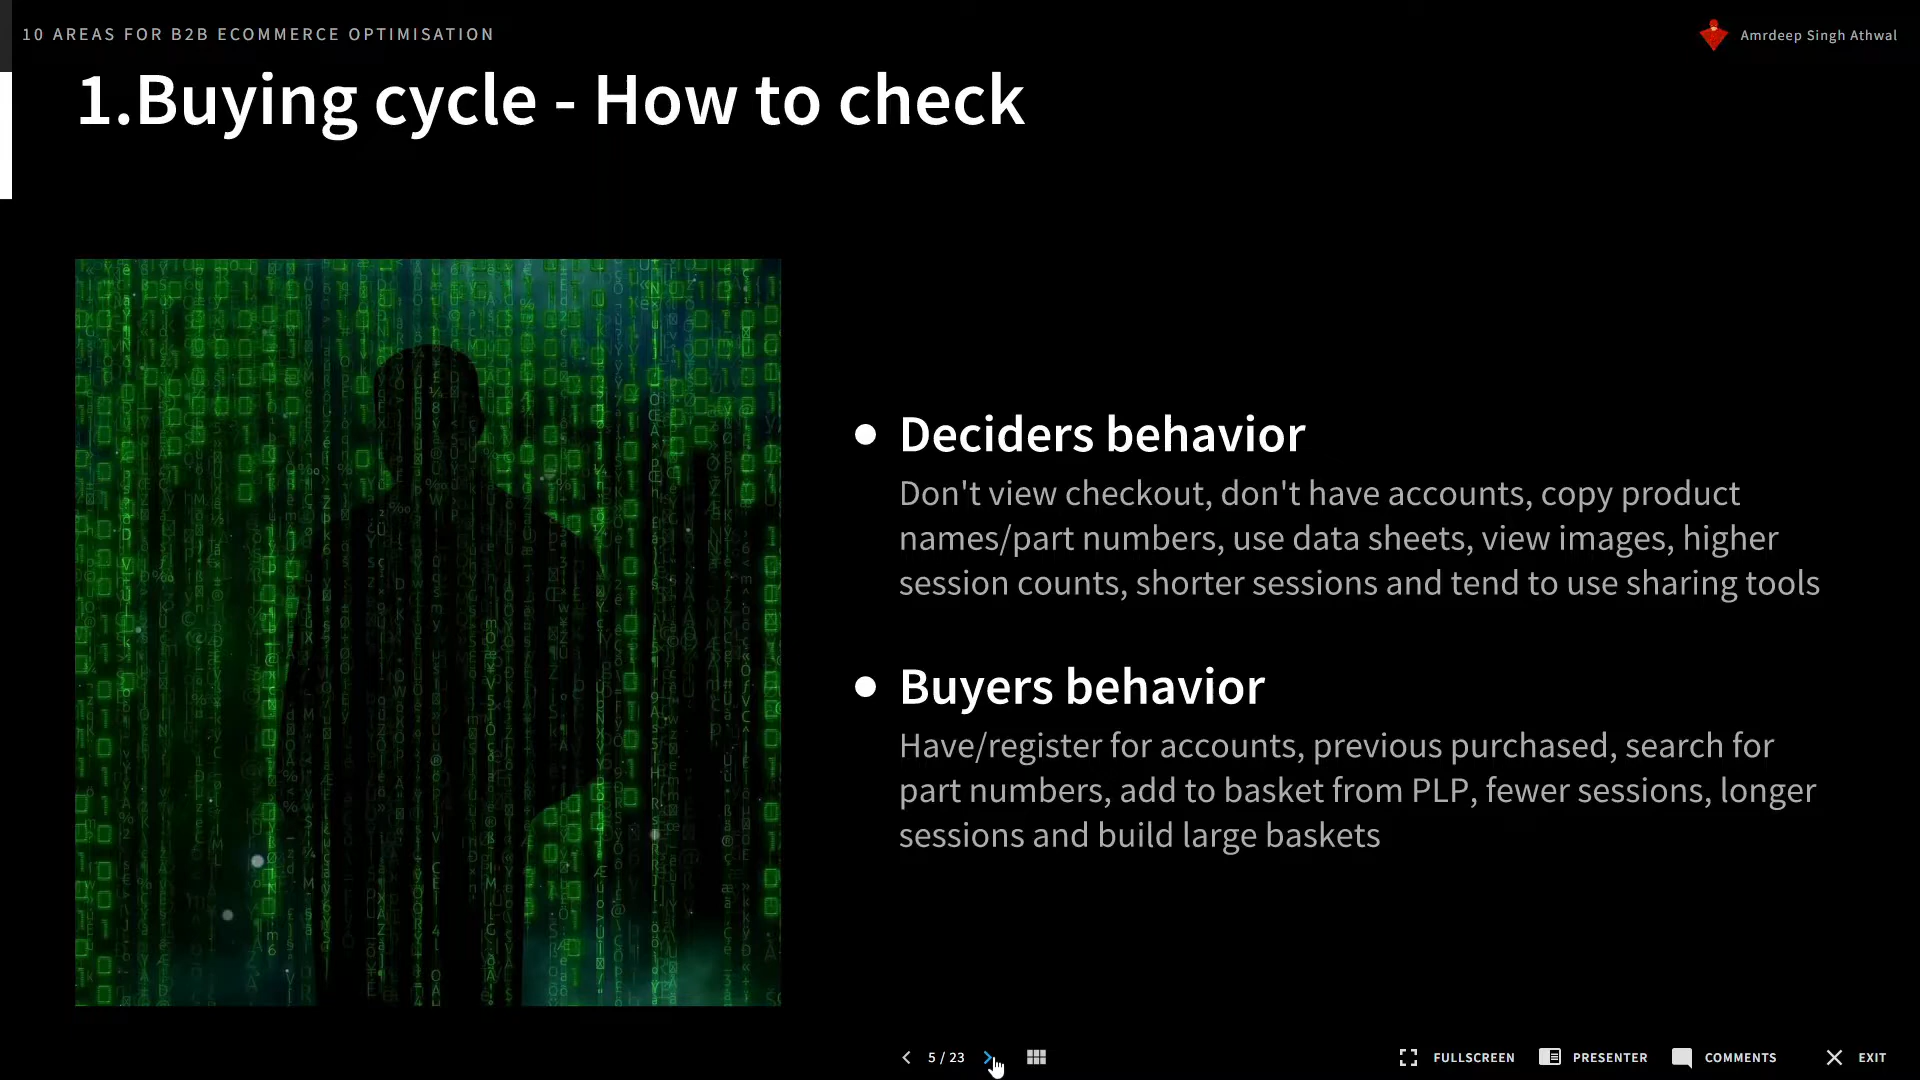 10 AREAS FOR B2B ECOMMERCE OPTIMISATION
Amrdeep Singh Athwal
1.Buying cycle - How to check
Deciders behavior
Don't view checkout, don't have accounts, copy product
names/part numbers, use data sheets, view images, higher
session counts, shorter sessions and tend to use sharing tools
Buyers behavior
Have/register for accounts, previous purchased, search for
part numbers, add to basket from PLP, fewer sessions, longer
sessions and build large baskets
5 / 23
FULLSCREEN
PRESENTER
COMMENTS
EXIT